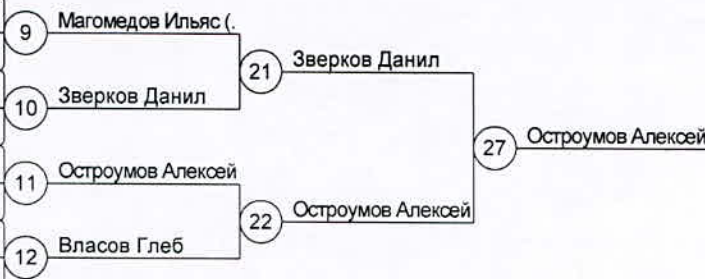 9 Магомедов Ильяс (.
21 Зверков Данил
10 Зверков Данил
27 Остроумов Алексей
11 Остроумов Алексей
22 Остроумов Алексей
12 Власов Глеб